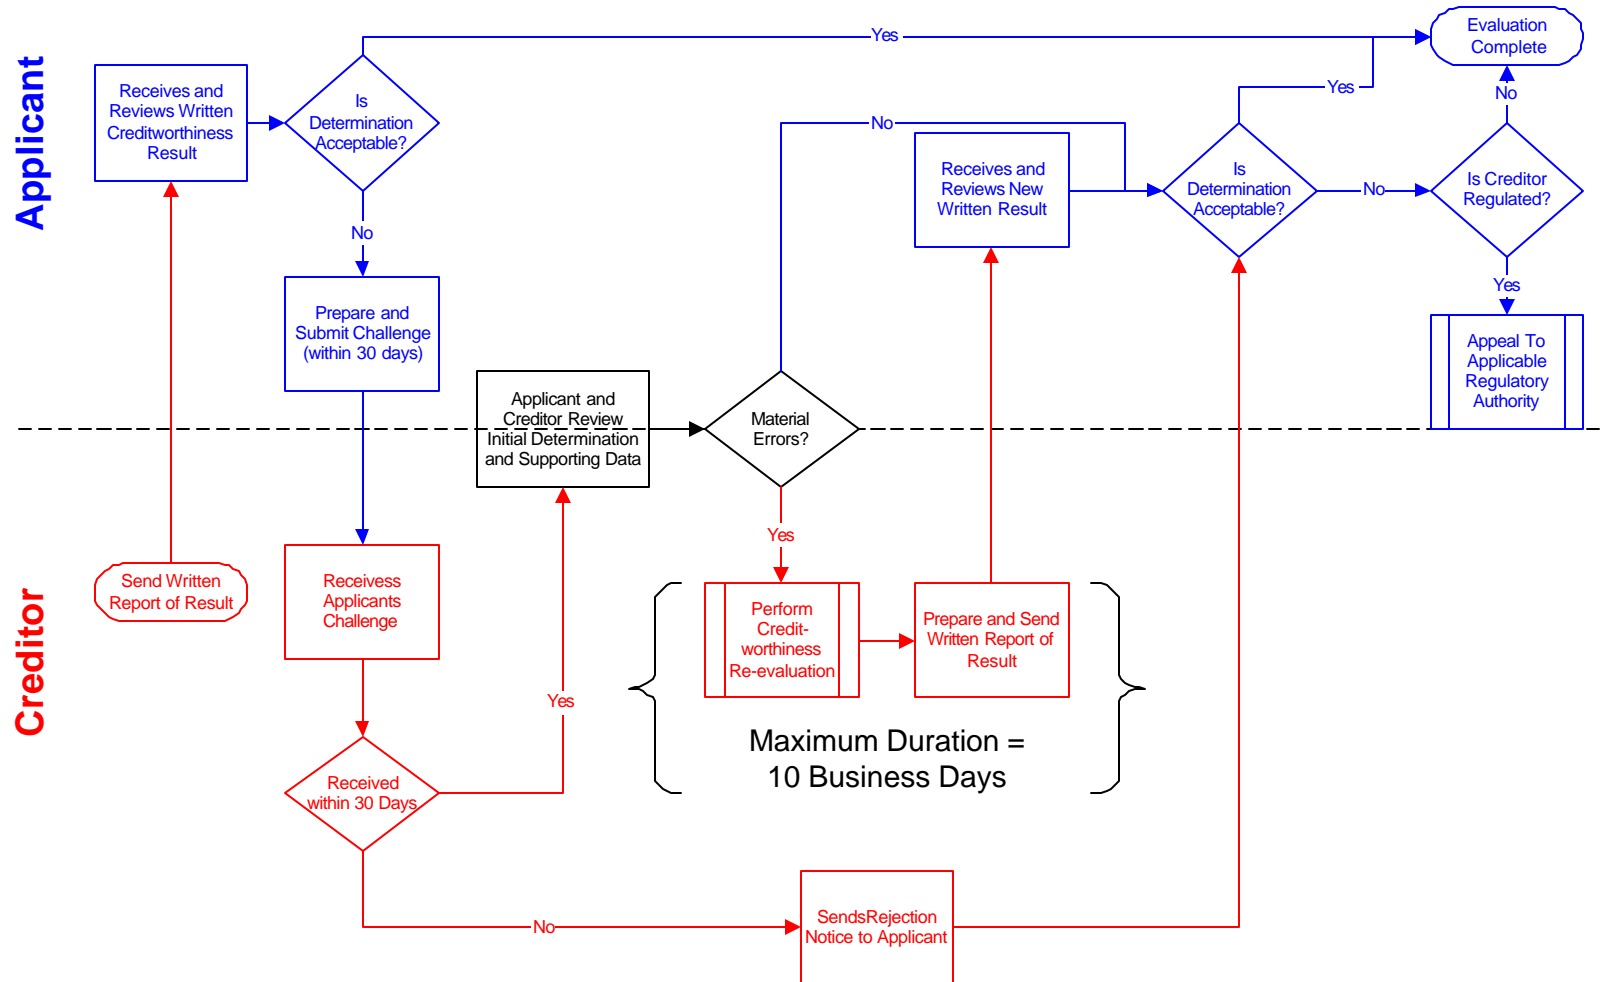 Applicant
Creditor
Yes
Evaluation
Complete
Receives and
Reviews Written
Creditworthiness
Result
Is
Determination
Acceptable?
No
Prepare and
Submit Challenge
(within 30 days)
Applicant and
Creditor Review
Initial Determination
and Supporting Data
Material
Errors?
No
Receives and
Reviews New
Written Result
Is
Determination
Acceptable?
Yes
No
Is Creditor
Regulated?
No
Yes
Appeal To
Applicable
Regulatory
Authority
Send Written
Report of Result
Receivess
Applicants
Challenge
Received
within 30 Days
Yes
Yes
Perform
Credit-
worthiness
Re-evaluation
Prepare and Send
Written Report of
Result
Maximum Duration =
10 Business Days
No
SendsRejection
Notice to Applicant